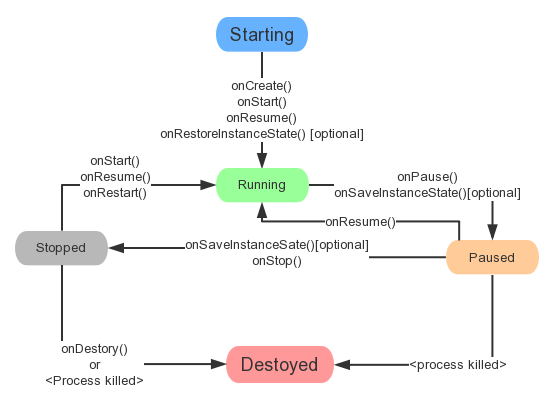 Starting
onCreate()
onStart()
onResume()
onRestoreInstanceState() [optional]
onStart()
onResume()
onRestart()
Running
onPause()
onSaveInstanceState()[optional]
onResume()
Stopped
onSaveInstanceSate()[optional]
onStop()
Paused
onDestory()
or
<Process killed>
Destoyed
<process killed>